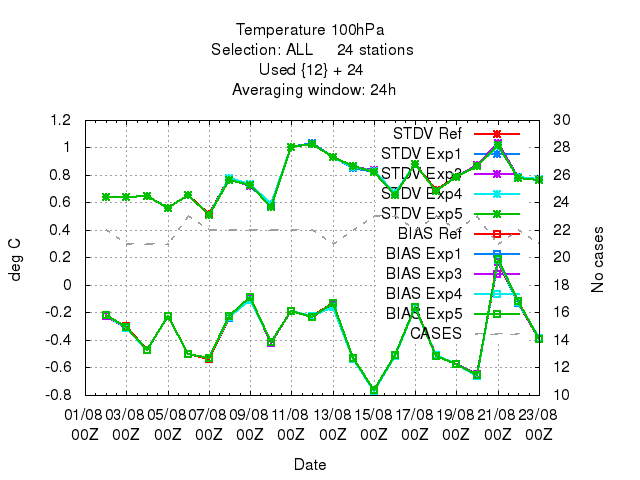 Temperature 100hPa
Selection: ALL 24 stations
Used {12} + 24
Averaging window: 24h
1.2
1
0.8
0.6
0.4
0.2
0
-0.2
-0.4
-0.6
-0.8
deg C
30
28
26
24
22
20
18
16
14
12
10
No cases
STDV Ref
STDV Exp1
STDV Exp3
STDV Exp4
STDV Exp5
BIAS Ref
BIAS Exp1
BIAS Exp3
BIAS Exp4
BIAS Exp5
CASES
01/08 03/08 05/08 07/08 09/08 11/08 13/08 15/08 17/08 19/08 21/08 23/08
00Z 00Z 00Z 00Z 00Z 00Z 00Z 00Z 00Z 00Z 00Z 00Z
Date